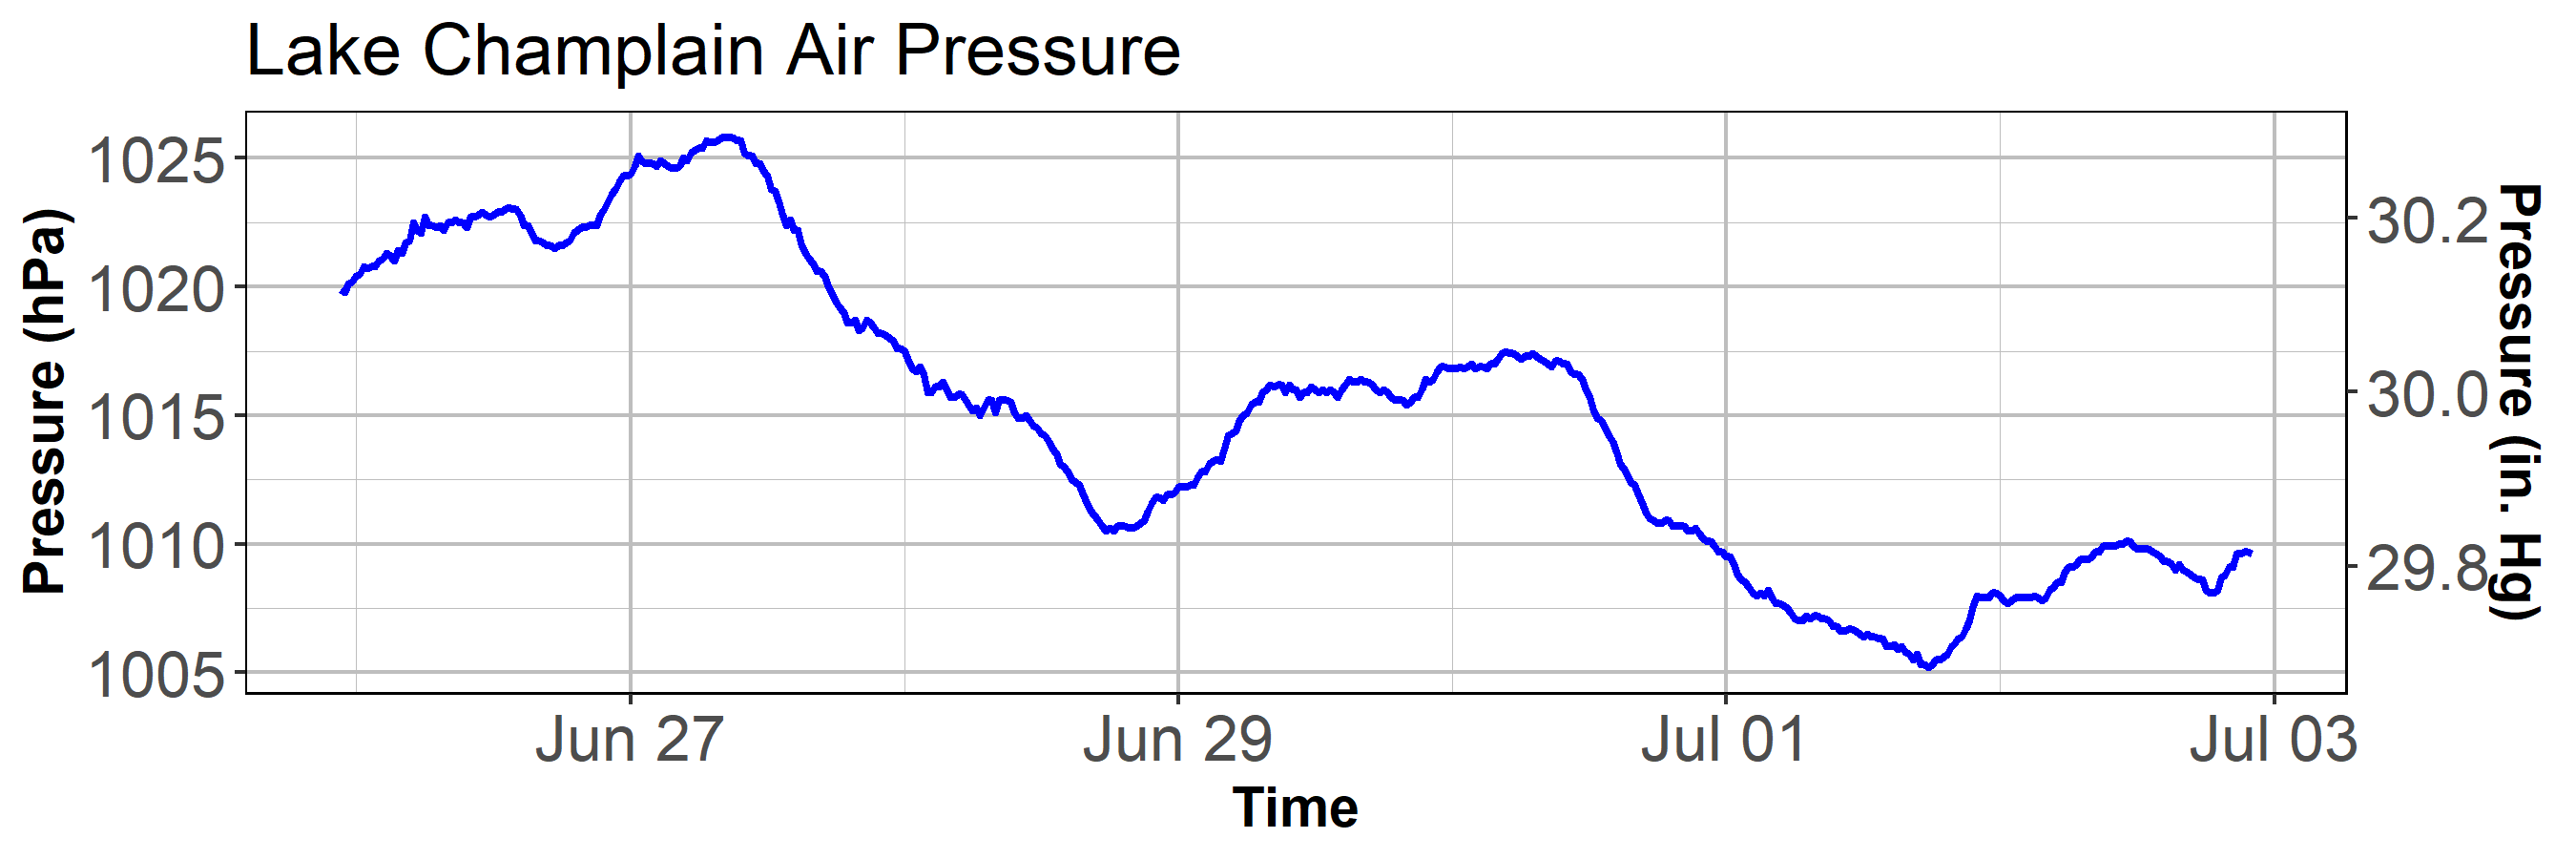 Lake Champlain Air Pressure
Pressure (hPa)
1025
1020
1015
1010
1005
30.2
30.0
29.8
Pressure (in. Hg)
Jun 27
Jun 29
Jul 01
Jul 03
Time